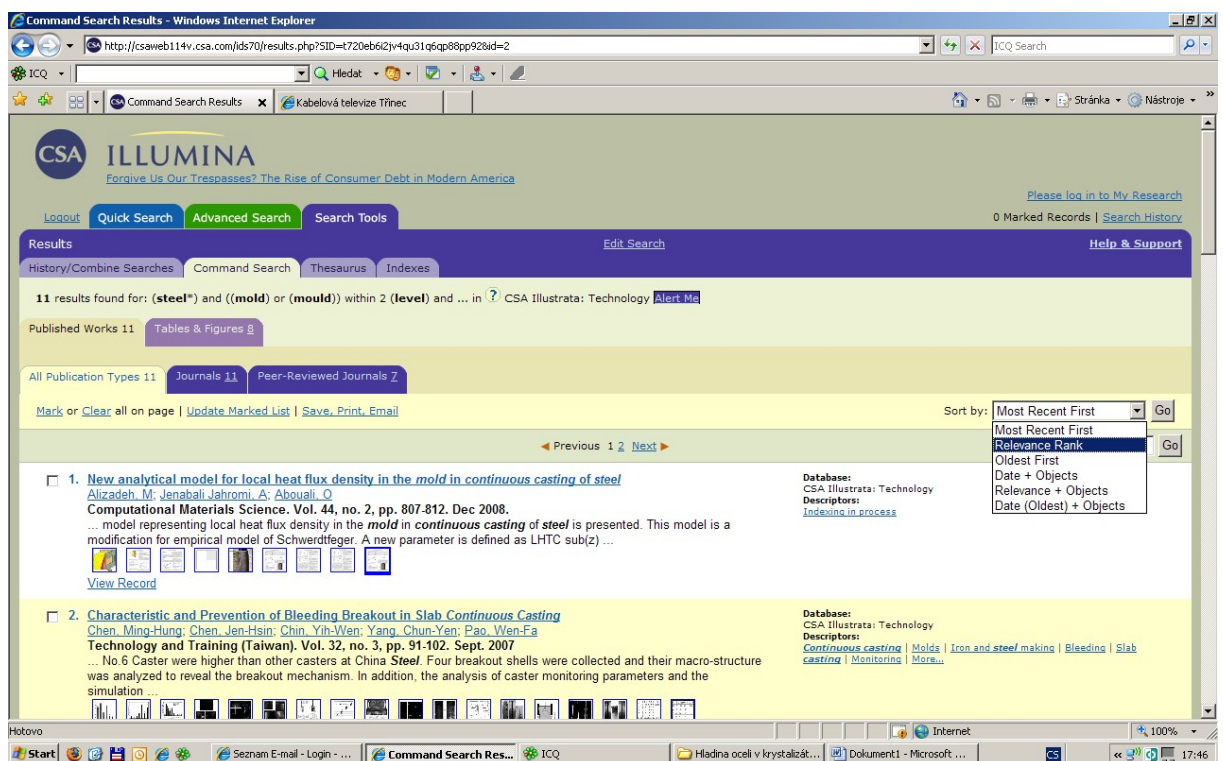 Command Search Results - Windows Internet Explorer
http://csaweb114v.csa.com/ids70/results.php?SID=t720eb6i2jv4qu31q6qp88pp92&id=2
ICQ Search
ICQ
Hledat
Command Search Results
Kabelová televize Třinec
Stránka
Nástroje
CSA
ILLUMINA
Forgive Us Our Trespasses? The Rise of Consumer Debt in Modern America
Please log in to My Research
Logout Quick Search Advanced Search Search Tools
0 Marked Records | Search History
Results Edit Search Help & Support
History/Combine Searches Command Search Thesaurus Indexes
11 results found for: (steel*) and ((mold) or (mould)) within 2 (level) and ... in ? CSA Illustrata: Technology Alert Me
Published Works 11 Tables & Figures 8
All Publication Types 11 Journals 11 Peer-Reviewed Journals 7
Mark or Clear all on page | Update Marked List | Save, Print, Email
Sort by: Most Recent First Go
Most Recent First
Relevance Rank
Oldest First
Date + Objects
Relevance + Objects
Date (Oldest) + Objects
Previous 1 2 Next
Go
1. New analytical model for local heat flux density in the mold in continuous casting of steel
Alizadeh, M; Jenabali Jahromi, A; Abouali, O
Computational Materials Science. Vol. 44, no. 2, pp. 807-812. Dec 2008.
... model representing local heat flux density in the mold in continuous casting of steel is presented. This model is a
modification for empirical model of Schwerdtfeger. A new parameter is defined as LHTC sub(z) ...
View Record
Database:
CSA Illustrata: Technology
Descriptors:
Indexing in process
2. Characteristic and Prevention of Bleeding Breakout in Slab Continuous Casting
Chen, Ming-Hung; Chen, Jen-Hsin; Chin, Yih-Wen; Yang, Chun-Yen; Pao, Wen-Fa
Technology and Training (Taiwan). Vol. 32, no. 3, pp. 91-102. Sept. 2007
... No.6 Caster were higher than other casters at China Steel. Four breakout shells were collected and their macro-structure
was analyzed to reveal the breakout mechanism. In addition, the analysis of caster monitoring parameters and the
simulation ...
Database:
CSA Illustrata: Technology
Descriptors:
Continuous casting | Molds | Iron and steel making | Bleeding | Slab
casting | Monitoring | More...
Hotovo
Internet
100%
Start
Seznam E-mail - Login - ...
Command Search Res...
ICQ
Hladina oceli v krystalizát...
Dokument1 - Microsoft ...
CS
17:46